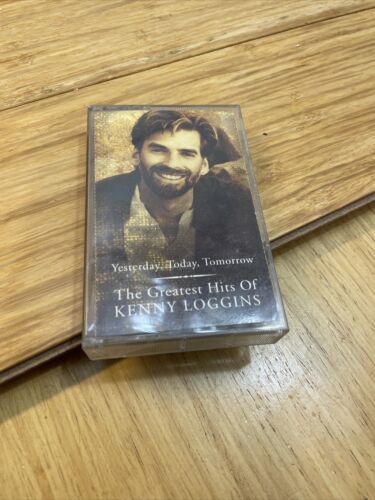 Yesterday, Today, Tomorrow
The Greatest Hits Of
KENNY LOGGINS